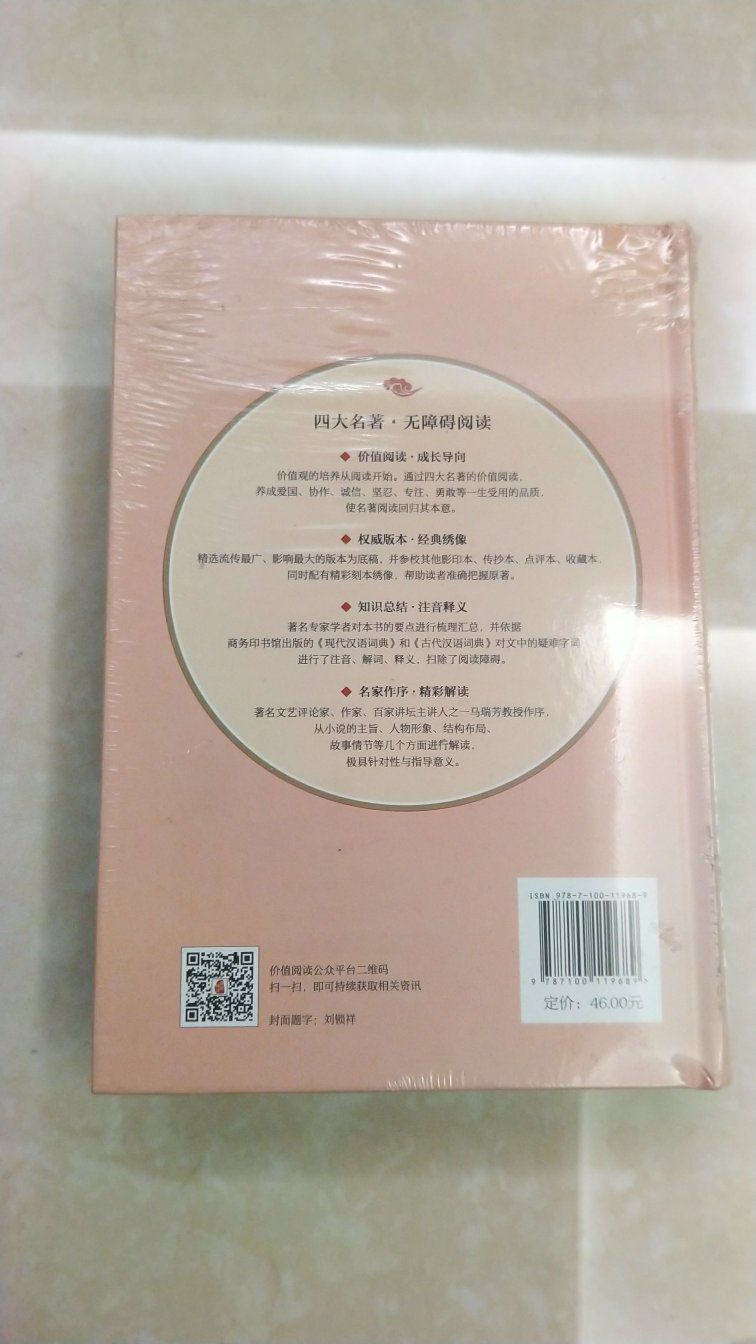 四大名著·无障碍阅读
◆ 价值阅读·成长导向
价值观的培养从阅读开始。通过四大名著的价值阅读，
养成爱国、协作、诚信、坚忍、专注、勇敢等一生受用的品质，
使名著阅读回归其本意。
◆ 权威版本·经典绣像
精选流传最广、影响最大的版本为底稿，并参校其他影印本、传抄本、点评本、收藏本，
同时配有精彩刻本绣像，帮助读者准确把握原著。
◆ 知识总结·注音释义
著名专家学者对本书的要点进行梳理汇总，并依据
商务印书馆出版的《现代汉语词典》和《古代汉语词典》对文中的疑难字词
进行了注音、解词、释义，扫除了阅读障碍。
◆ 名家作序·精彩解读
著名文艺评论家、作家、百家讲坛主讲人之一马瑞芳教授作序，
从小说的主旨、人物形象、结构布局、
故事情节等几个方面进行解读，
极具针对性与指导意义。
ISBN 978-7-100-11968-9
9 787100 119689 >
定价：46.00元
价值阅读公众平台二维码
扫一扫，即可持续获取相关资讯
封面题字：刘锁祥